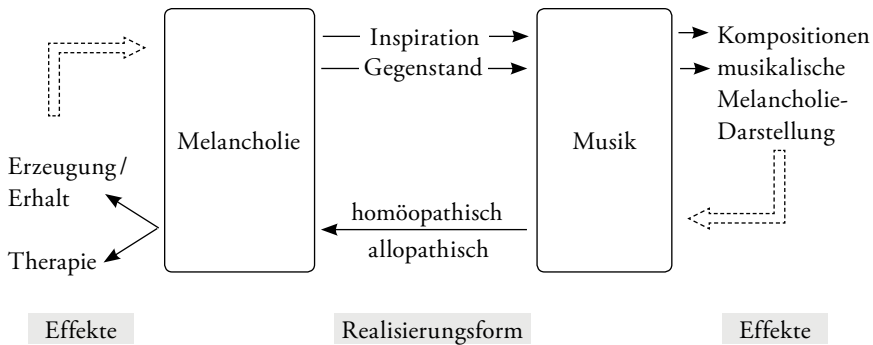 Inspiration
Gegenstand
Kompositionen
musikalische
Melancholie-
Darstellung
Melancholie
Musik
Erzeugung/
Erhalt
Therapie
homöopathisch
allopathisch
Effekte
Realisierungsform
Effekte